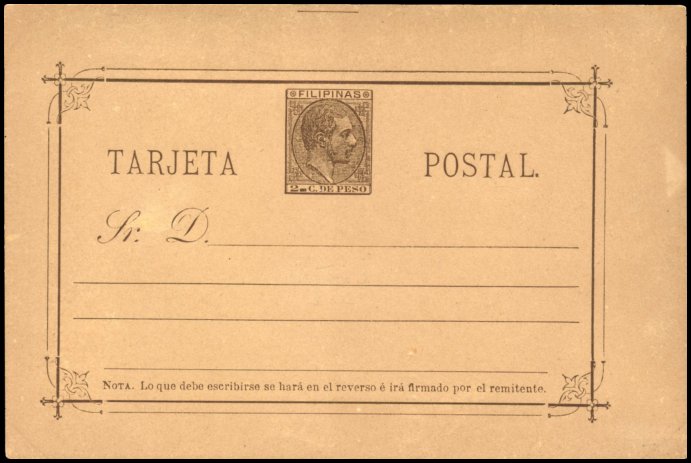 FILIPINAS
2 C. DE PESO
TARJETA POSTAL.
Sr. D.
NOTA. Lo que debe escribirse se hará en el reverso é irá firmado por el remitente.